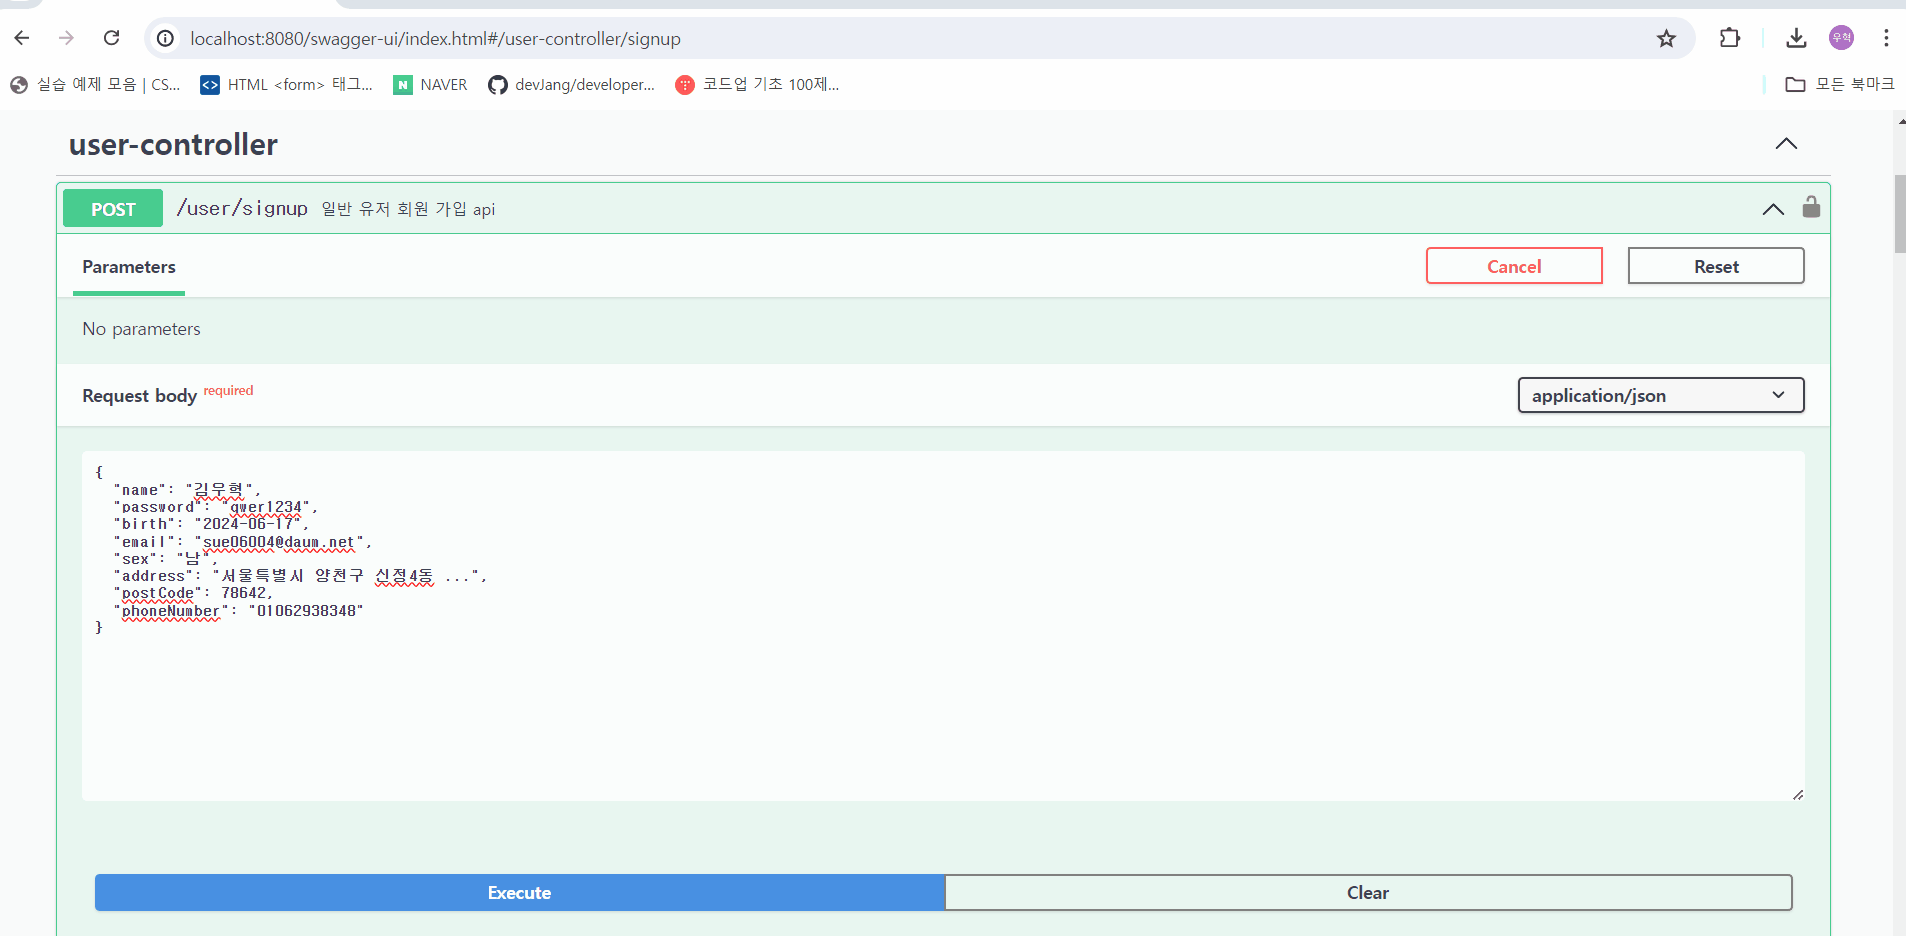 localhost:8080/swagger-ui/index.html#/user-controller/signup
우혁
실습 예제 모음 | CS...
HTML <form> 태그...
N
NAVER
devJang/developer...
코드업 기초 100제...
모든 북마크
user-controller
POST
/user/signup
일반 유저 회원 가입 api
Parameters
Cancel
Reset
No parameters
Request body required
application/json
{
"name": "김우혁",
"password": "qwer1234",
"birth": "2024-06-17",
"email": "sue06004@daum.net",
"sex": "남",
"address": "서울특별시 양천구 신정4동 ...",
"postCode": 78642,
"phoneNumber": "01062938348"
}
Execute
Clear